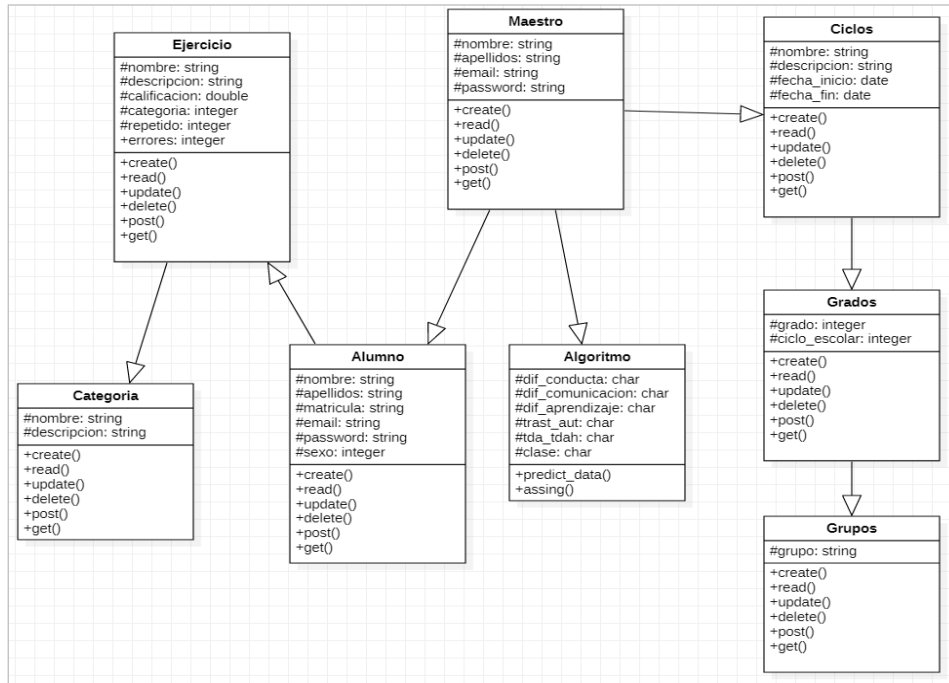 Ejercicio
#nombre: string
#descripcion: string
#calificacion: double
#categoria: integer
#repetido: integer
+errores: integer
+create()
+read()
+update()
+delete()
+post()
+get()
Maestro
#nombre: string
#apellidos: string
#email: string
#password: string
+create()
+read()
+update()
+delete()
+post()
+get()
Ciclos
#nombre: string
#descripcion: string
#fecha_inicio: date
#fecha_fin: date
+create()
+read()
+update()
+delete()
+post()
+get()
Categoria
#nombre: string
#descripcion: string
+create()
+read()
+update()
+delete()
+post()
+get()
Alumno
#nombre: string
#apellidos: string
#matricula: string
#email: string
#password: string
#sexo: integer
+create()
+read()
+update()
+delete()
+post()
+get()
Algoritmo
#dif_conducta: char
#dif_comunicacion: char
#dif_aprendizaje: char
#trast_aut: char
#tda_tdah: char
#clase: char
+predict_data()
+assing()
Grados
#grado: integer
#ciclo_escolar: integer
+create()
+read()
+update()
+delete()
+post()
+get()
Grupos
#grupo: string
+create()
+read()
+update()
+delete()
+post()
+get()